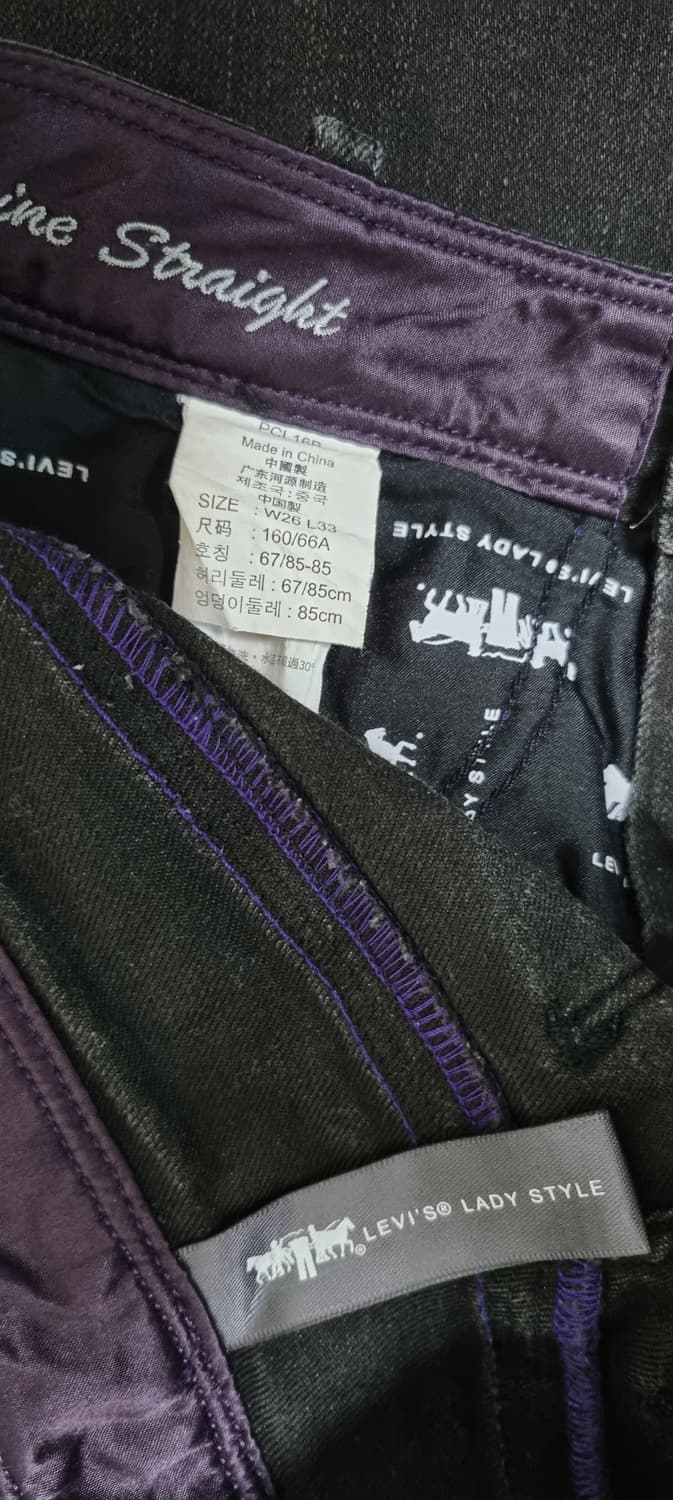 ine Straight
LEVI'S
PCL16B
Made in China
中國製
广东河源制造
제조국 : 중국
中国製
SIZE : W26 L33
尺码 : 160/66A
호칭 : 67/85-85
허리둘레 : 67/85cm
엉덩이둘레 : 85cm
30°
LEVI'S® LADY STYLE
LEVI'S® LADY STYLE